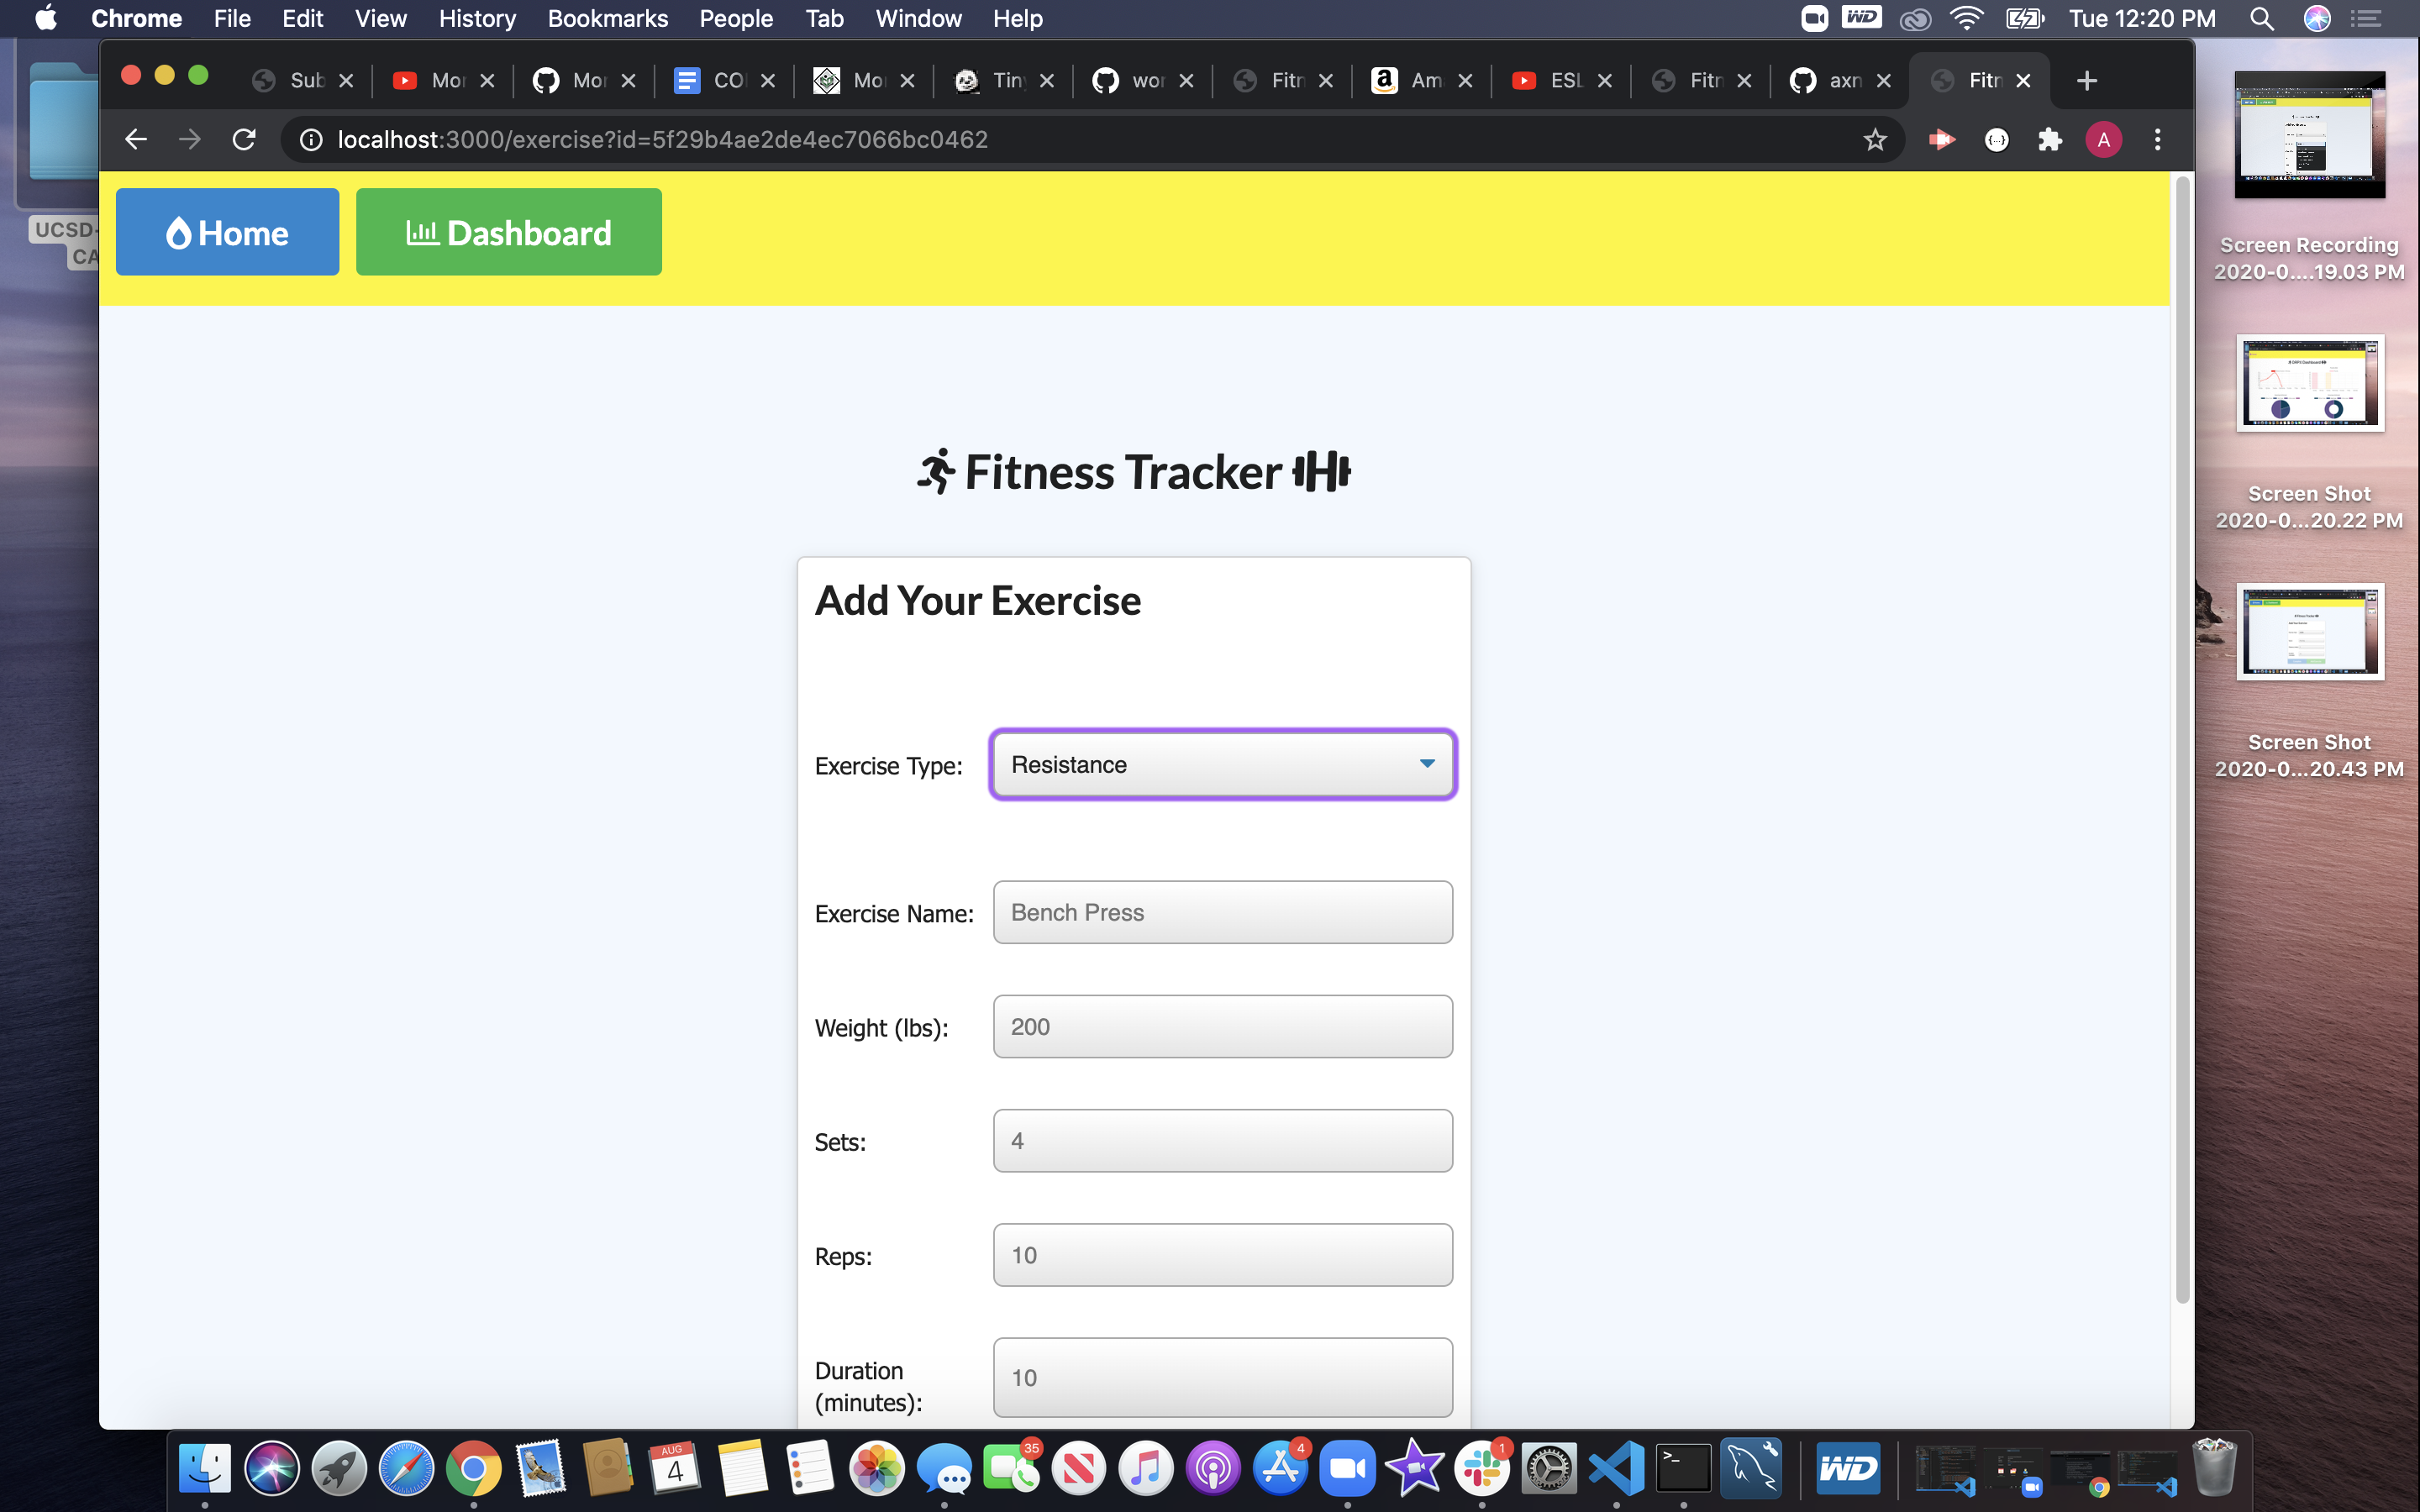 Chrome File Edit View History Bookmarks People Tab Window Help
WD
Tue 12:20 PM
Sub
Mor
Mor
COI
Mor
Tiny
wor
Fitn
Am
ESL
Fitn
axn
Fitn
localhost:3000/exercise?id=5f29b4ae2de4ec7066bc0462
A
UCSD-
CA
Home
Dashboard
Screen Recording
2020-0....19.03 PM
Screen Shot
2020-0...20.22 PM
Screen Shot
2020-0...20.43 PM
Fitness Tracker
Add Your Exercise
Exercise Type:
Resistance
Exercise Name:
Bench Press
Weight (lbs):
200
Sets:
4
Reps:
10
Duration
(minutes):
10
AUG
4
35
4
1
WD